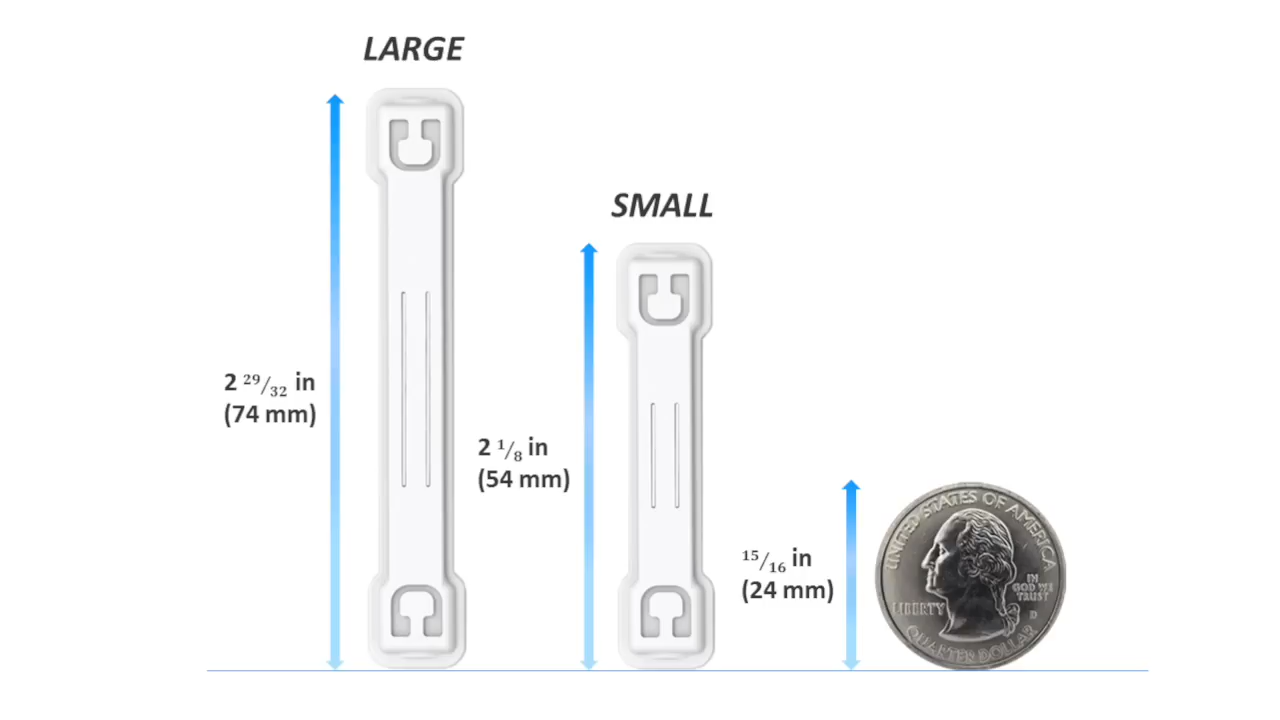 LARGE
SMALL
2 29/32 in
(74 mm)
2 1/8 in
(54 mm)
15/16 in
(24 mm)
UNITED STATES OF AMERICA
IN
GOD WE
TRUST
LIBERTY
D
QUARTER DOLLAR